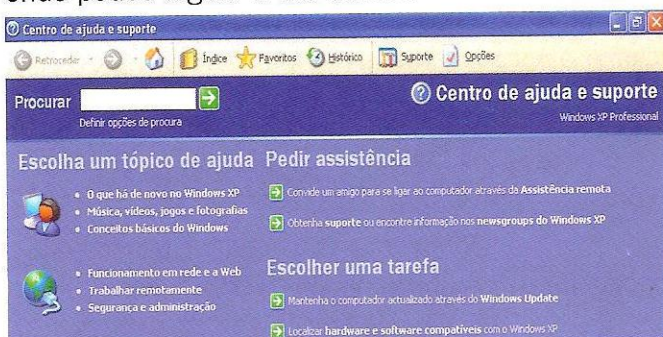 Centro de ajuda e suporte
Retroceder
Índice
Favoritos
Histórico
Suporte
Opções
Procurar
Definir opções de procura
Centro de ajuda e suporte
Windows XP Professional
Escolha um tópico de ajuda
O que há de novo no Windows XP
Música, vídeos, jogos e fotografias
Conceitos básicos do Windows
Funcionamento em rede e a Web
Trabalhar remotamente
Segurança e administração
Pedir assistência
Convide um amigo para se ligar ao computador através da Assistência remota
Obtenha suporte ou encontre informação nos newsgroups do Windows XP
Escolher uma tarefa
Mantenha o computador actualizado através do Windows Update
Localizar hardware e software compatíveis com o Windows XP